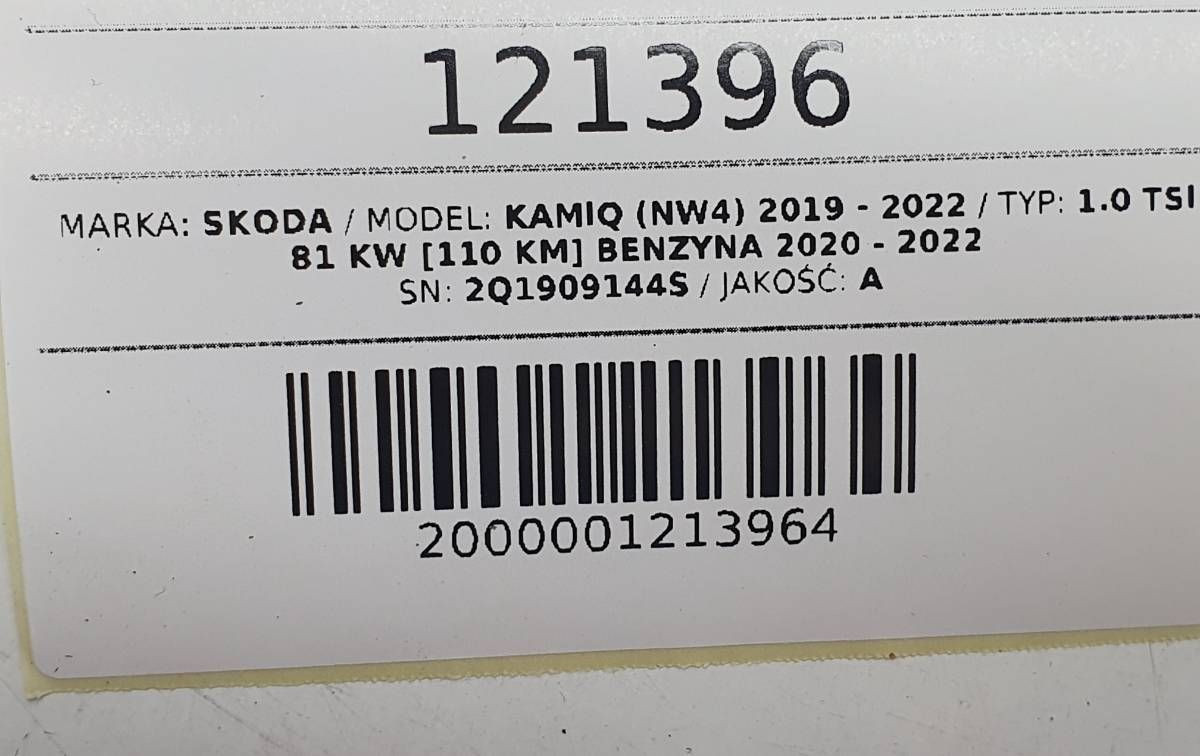 121396
MARKA: SKODA / MODEL: KAMIQ (NW4) 2019 - 2022 / TYP: 1.0 TSI
81 KW [110 KM] BENZYNA 2020 - 2022
SN: 2Q1909144S / JAKOŚĆ: A
2000001213964